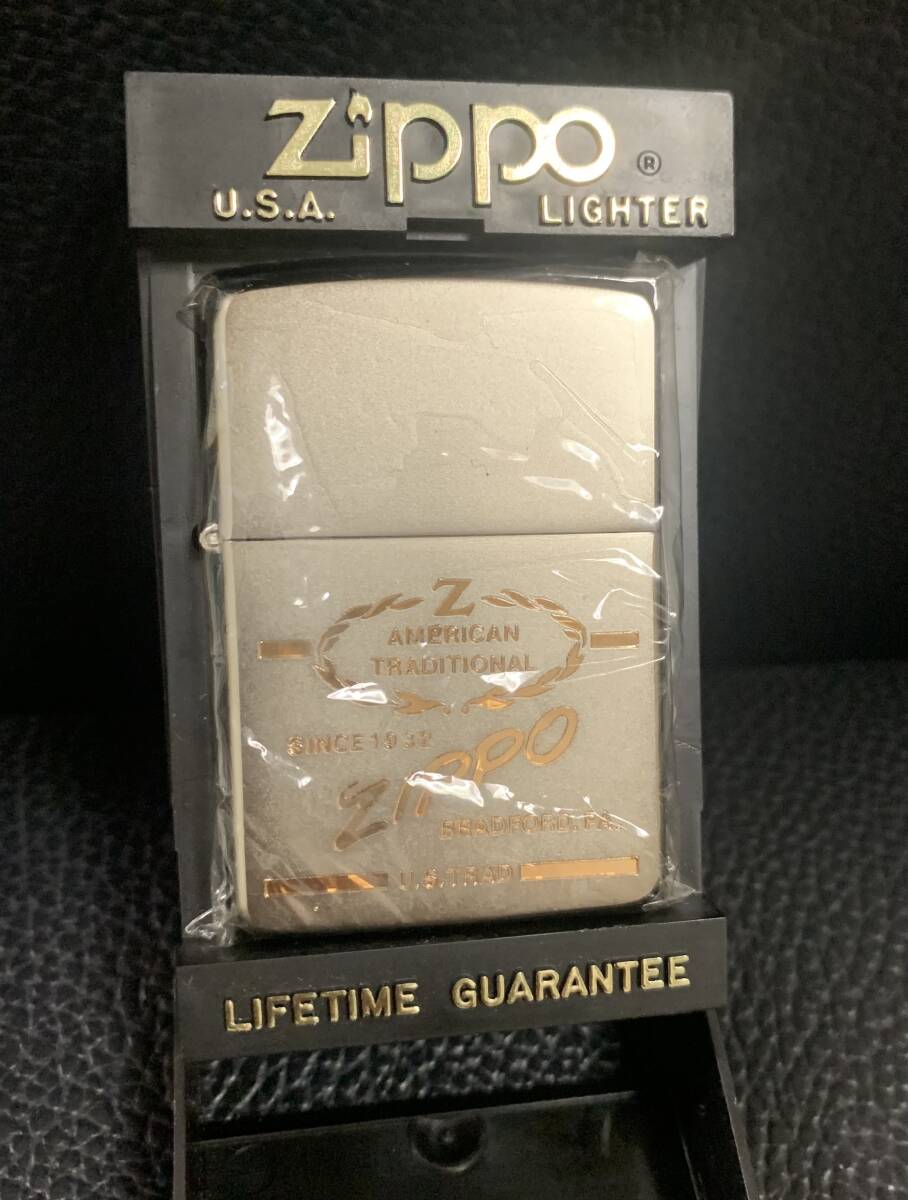 Zippo ®
U.S.A. LIGHTER
Z
AMERICAN
TRADITIONAL
SINCE 1932
ZIPPO
BRADFORD, PA.
U.S. TRAD
LIFETIME GUARANTEE